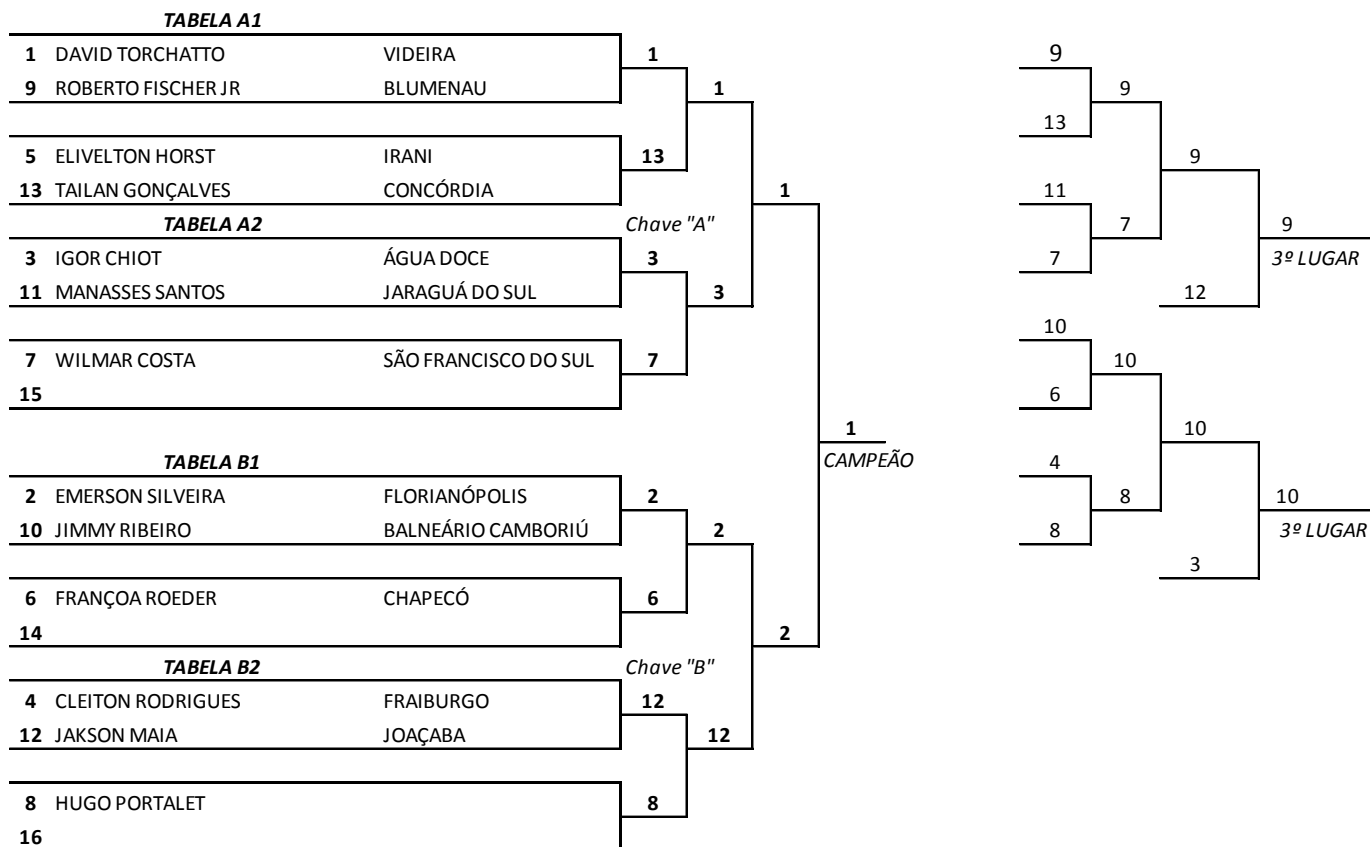 TABELA A1
1 DAVID TORCHATTO VIDEIRA 1 9
9 ROBERTO FISCHER JR BLUMENAU 1 9
5 ELIVELTON HORST IRANI 13 13 9
13 TAILAN GONÇALVES CONCÓRDIA 1 11
TABELA A2 Chave "A" 7 9
3 IGOR CHIOT ÁGUA DOCE 3 7 3º LUGAR
11 MANASSES SANTOS JARAGUÁ DO SUL 3 12
10
7 WILMAR COSTA SÃO FRANCISCO DO SUL 7 10
15 6
1 10
TABELA B1 CAMPEÃO 4
2 EMERSON SILVEIRA FLORIANÓPOLIS 2 8 10
10 JIMMY RIBEIRO BALNEÁRIO CAMBORIÚ 2 8 3º LUGAR
3
6 FRANÇOA ROEDER CHAPECÓ 6
14 2
TABELA B2 Chave "B"
4 CLEITON RODRIGUES FRAIBURGO 12
12 JAKSON MAIA JOAÇABA 12
8 HUGO PORTALET 8
16